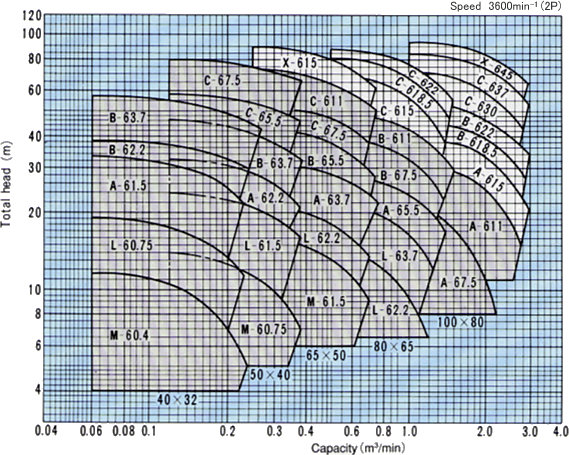 Speed 3600min⁻¹(2P)
120
100
80
60
40
30
20
10
8
6
4
Total head (m)
X-615
X-645
C-67.5
C-611
C-622
C-637
C-618.5
C-630
B-63.7
C-65.5
C-67.5
C-615
B-622
B-611
B-618.5
B-62.2
B-63.7
B-65.5
B-67.5
A-615
A-61.5
A-62.2
A-63.7
A-65.5
A-611
L-60.75
L-61.5
L-62.2
L-63.7
A-67.5
M-60.4
M-60.75
M-61.5
L-62.2
100×80
80×65
65×50
50×40
40×32
0.04 0.06 0.08 0.1 0.2 0.3 0.4 0.6 0.8 1.0 2.0 3.0 4.0
Capacity (m³/min)